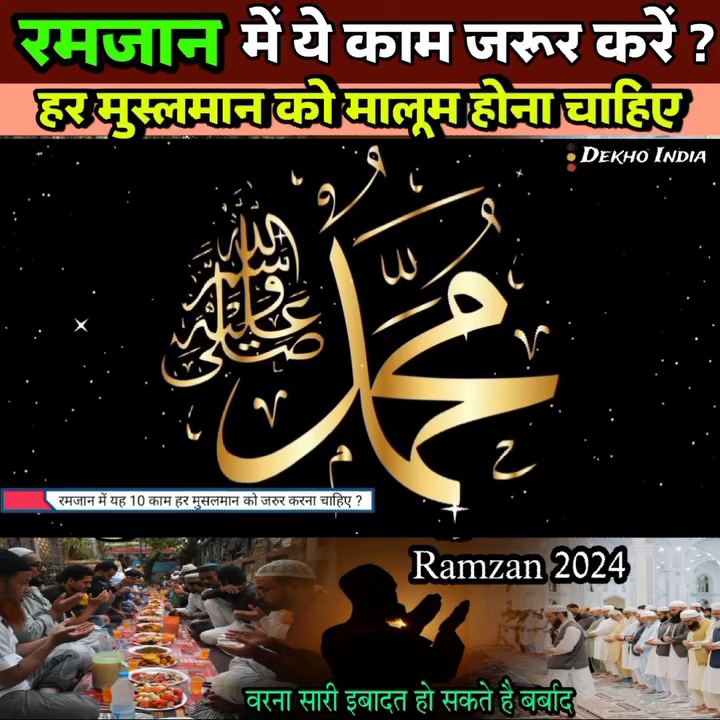 रमजान में ये काम जरूर करें ?
हर मुस्लमान को मालूम होना चाहिए
DEKHO INDIA
محمد
صلى الله عليه وسلم
रमजान में यह 10 काम हर मुसलमान को जरुर करना चाहिए ?
Ramzan 2024
वरना सारी इबादत हो सकते है बर्बाद